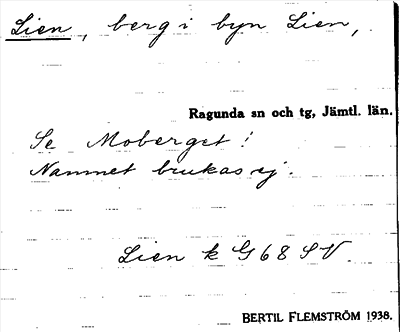 Lien, berg i byn Lien,
Ragunda sn och tg, Jämtl. län.
Se Moberget!
Namnet brukas ej.
Lien k G 68 SV.
BERTIL FLEMSTRÖM 1938.